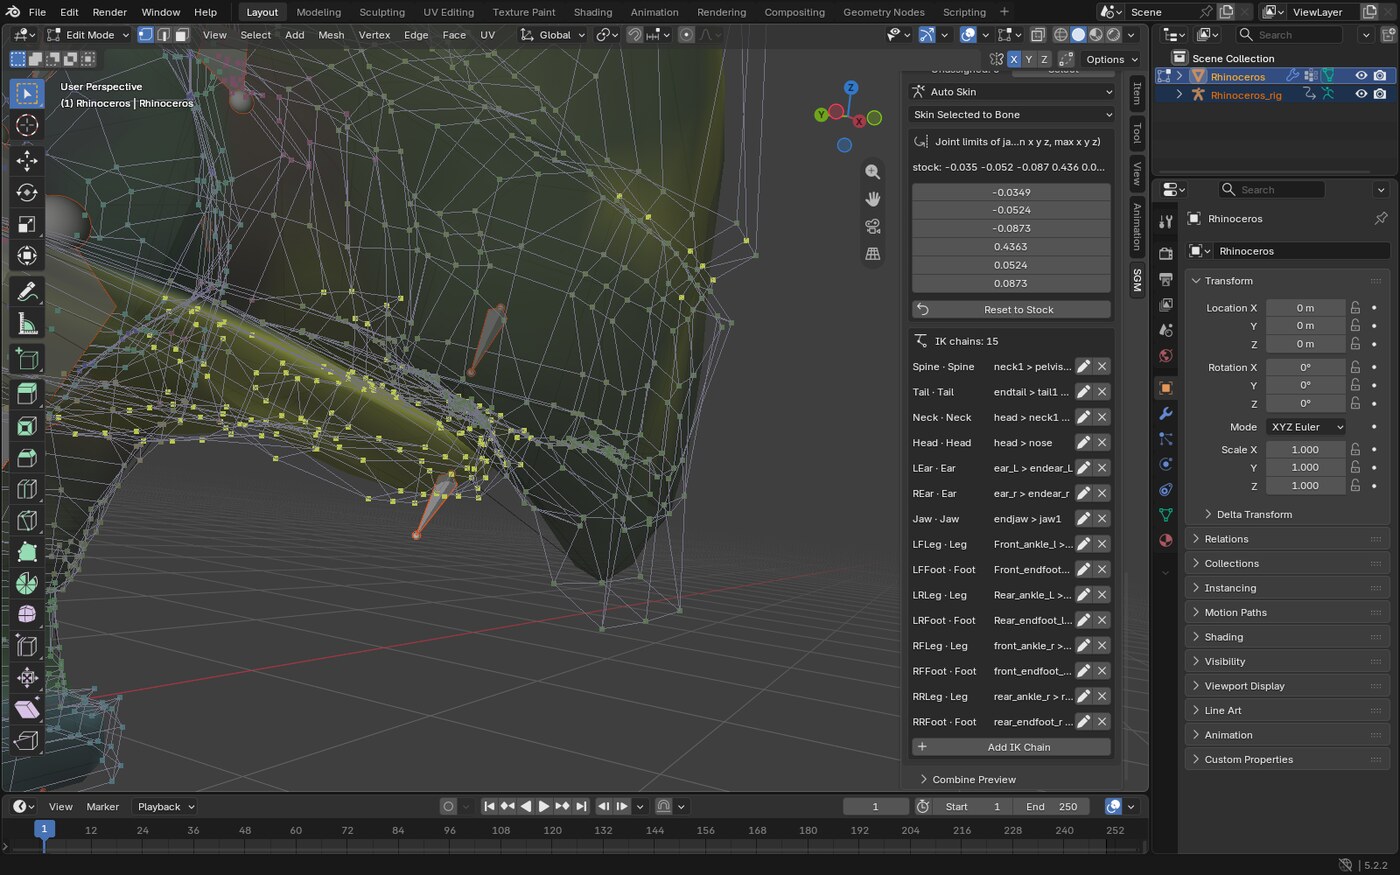 File Edit Render Window Help Layout Modeling Sculpting UV Editing Texture Paint Shading Animation Rendering Compositing Geometry Nodes Scripting + Scene ViewLayer
Edit Mode View Select Add Mesh Vertex Edge Face UV Global Search
X Y Z Options
Scene Collection
Rhinoceros
Rhinoceros_rig
User Perspective
(1) Rhinoceros | Rhinoceros
Z
Y
X
Auto Skin
Skin Selected to Bone
Joint limits of ja...n x y z, max x y z)
stock: -0.035 -0.052 -0.087 0.436 0.0...
-0.0349
-0.0524
-0.0873
0.4363
0.0524
0.0873
Reset to Stock
IK chains: 15
Spine · Spine neck1 > pelvis...
Tail · Tail endtail > tail1 ...
Neck · Neck head > neck1 ...
Head · Head head > nose
LEar · Ear ear_L > endear_L
REar · Ear ear_r > endear_r
Jaw · Jaw endjaw > jaw1
LFLeg · Leg Front_ankle_l >...
LFFoot · Foot Front_endfoot...
LRLeg · Leg Rear_ankle_L >...
LRFoot · Foot Rear_endfoot_l...
RFLeg · Leg front_ankle_r >...
RFFoot · Foot front_endfoot_...
RRLeg · Leg rear_ankle_r > r...
RRFoot · Foot rear_endfoot_r ...
Add IK Chain
Combine Preview
Item
Tool
View
Animation
SGM
Search
Rhinoceros
Rhinoceros
Transform
Location X 0 m
Y 0 m
Z 0 m
Rotation X 0°
Y 0°
Z 0°
Mode XYZ Euler
Scale X 1.000
Y 1.000
Z 1.000
Delta Transform
Relations
Collections
Instancing
Motion Paths
Shading
Visibility
Viewport Display
Line Art
Animation
Custom Properties
View Marker Playback 1 Start 1 End 250
1 12 24 36 48 60 72 84 96 108 120 132 144 156 168 180 192 204 216 228 240 252
5.2.2